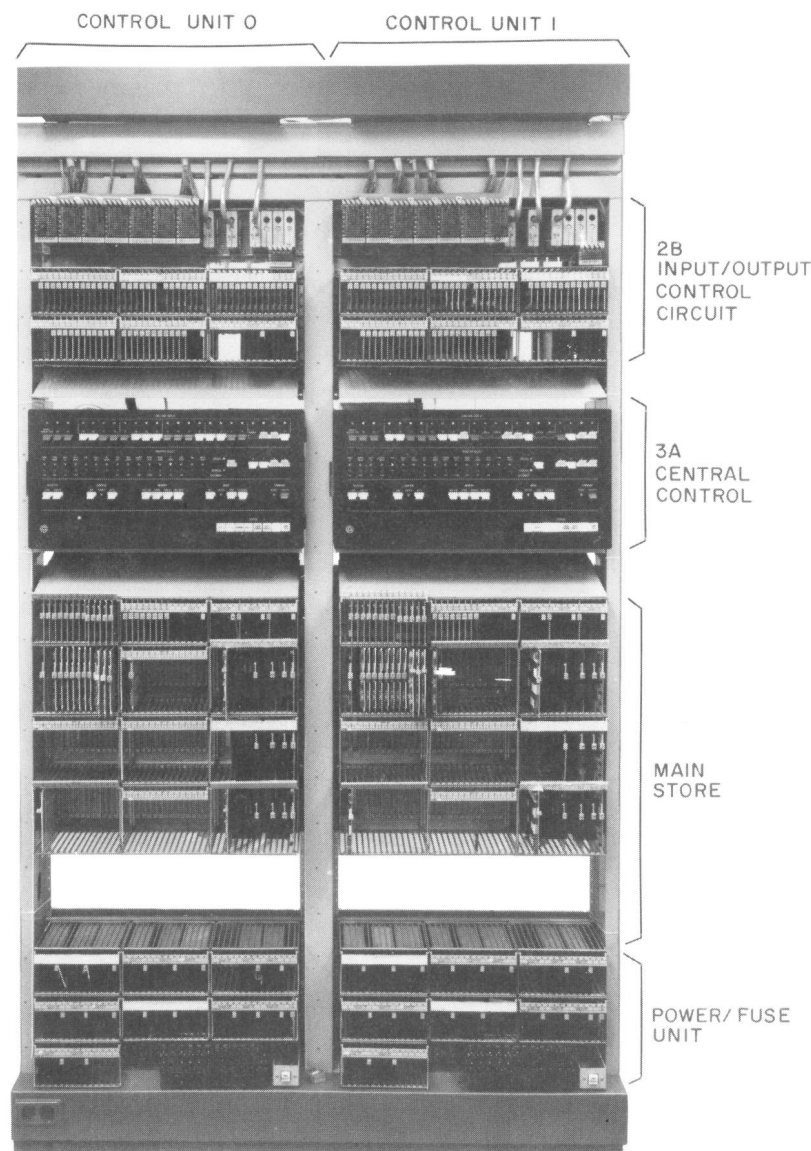 CONTROL UNIT 0
CONTROL UNIT 1
2B
INPUT/OUTPUT
CONTROL
CIRCUIT
3A
CENTRAL
CONTROL
MAIN
STORE
POWER/FUSE
UNIT